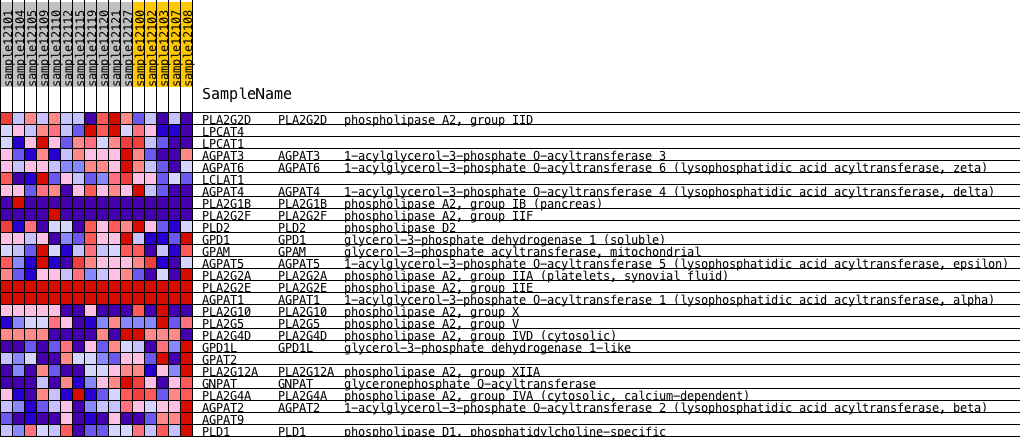 sample12101 sample12104 sample12105 sample12109 sample12110 sample12112 sample12115 sample12119 sample12120 sample12121 sample12127 sample12100 sample12102 sample12103 sample12107 sample12108
SampleName
PLA2G2D PLA2G2D phospholipase A2, group IID
LPCAT4
LPCAT1
AGPAT3 AGPAT3 1-acylglycerol-3-phosphate O-acyltransferase 3
AGPAT6 AGPAT6 1-acylglycerol-3-phosphate O-acyltransferase 6 (lysophosphatidic acid acyltransferase, zeta)
LCLAT1
AGPAT4 AGPAT4 1-acylglycerol-3-phosphate O-acyltransferase 4 (lysophosphatidic acid acyltransferase, delta)
PLA2G1B PLA2G1B phospholipase A2, group IB (pancreas)
PLA2G2F PLA2G2F phospholipase A2, group IIF
PLD2 PLD2 phospholipase D2
GPD1 GPD1 glycerol-3-phosphate dehydrogenase 1 (soluble)
GPAM GPAM glycerol-3-phosphate acyltransferase, mitochondrial
AGPAT5 AGPAT5 1-acylglycerol-3-phosphate O-acyltransferase 5 (lysophosphatidic acid acyltransferase, epsilon)
PLA2G2A PLA2G2A phospholipase A2, group IIA (platelets, synovial fluid)
PLA2G2E PLA2G2E phospholipase A2, group IIE
AGPAT1 AGPAT1 1-acylglycerol-3-phosphate O-acyltransferase 1 (lysophosphatidic acid acyltransferase, alpha)
PLA2G10 PLA2G10 phospholipase A2, group X
PLA2G5 PLA2G5 phospholipase A2, group V
PLA2G4D PLA2G4D phospholipase A2, group IVD (cytosolic)
GPD1L GPD1L glycerol-3-phosphate dehydrogenase 1-like
GPAT2
PLA2G12A PLA2G12A phospholipase A2, group XIIA
GNPAT GNPAT glyceronephosphate O-acyltransferase
PLA2G4A PLA2G4A phospholipase A2, group IVA (cytosolic, calcium-dependent)
AGPAT2 AGPAT2 1-acylglycerol-3-phosphate O-acyltransferase 2 (lysophosphatidic acid acyltransferase, beta)
AGPAT9
PLD1 PLD1 phospholipase D1, phosphatidylcholine-specific